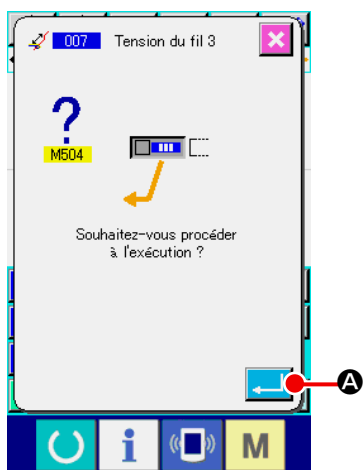 007 Tension du fil 3
?
M504
Souhaitez-vous procéder
à l'exécution ?
A
i
M